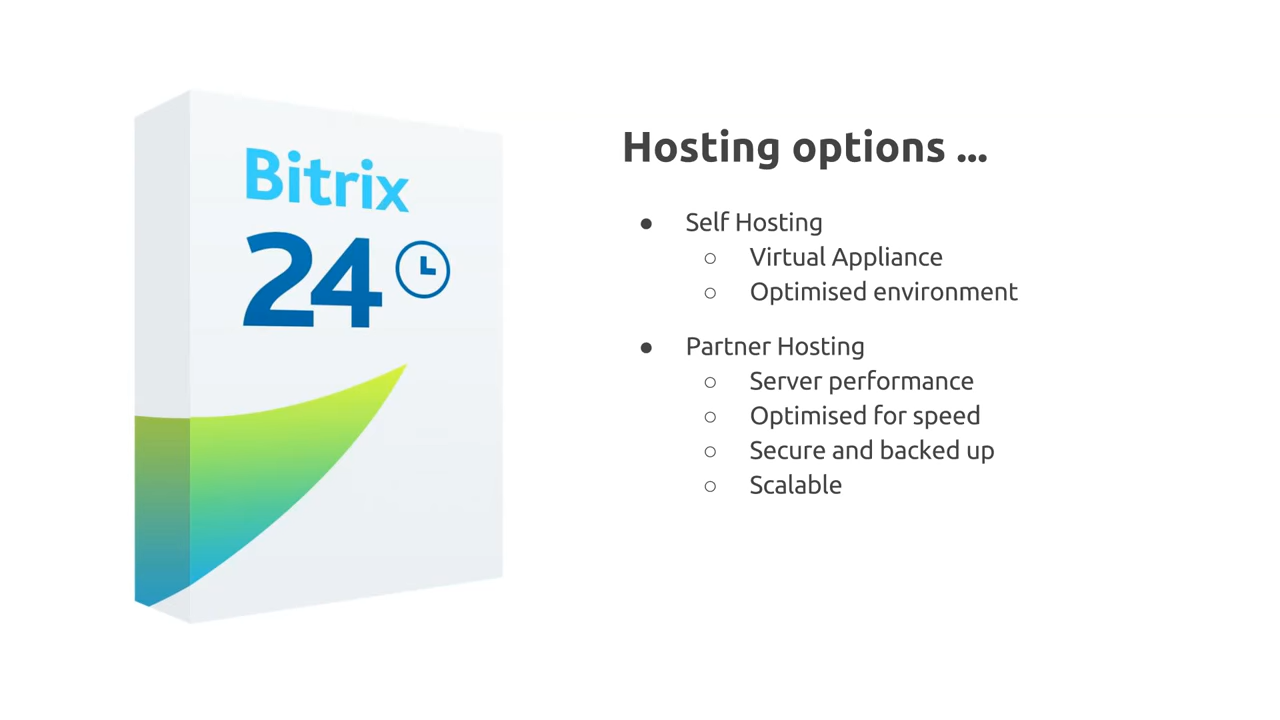 Bitrix
24
Hosting options ...
● Self Hosting
○ Virtual Appliance
○ Optimised environment
● Partner Hosting
○ Server performance
○ Optimised for speed
○ Secure and backed up
○ Scalable